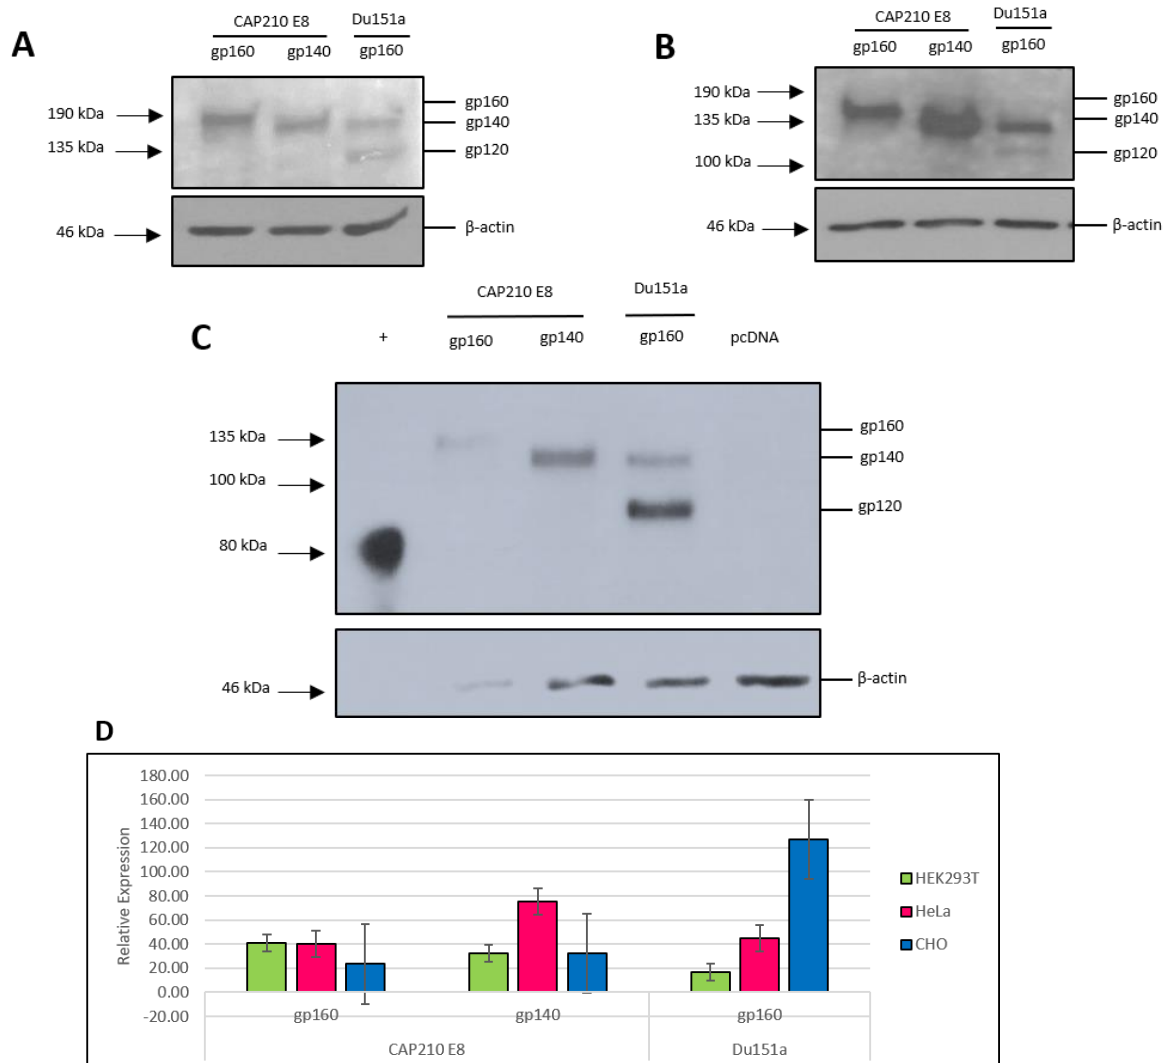 A
CAP210 E8 Du151a
gp160 gp140 gp160
190 kDa
135 kDa
gp160
gp140
gp120
46 kDa
β-actin
B
CAP210 E8 Du151a
gp160 gp140 gp160
190 kDa
135 kDa
100 kDa
gp160
gp140
gp120
46 kDa
β-actin
C
CAP210 E8 Du151a
+ gp160 gp140 gp160 pcDNA
135 kDa
100 kDa
80 kDa
gp160
gp140
gp120
46 kDa
β-actin
D
Relative Expression
180.00
160.00
140.00
120.00
100.00
80.00
60.00
40.00
20.00
0.00
-20.00
HEK293T
HeLa
CHO
gp160 gp140 gp160
CAP210 E8 Du151a